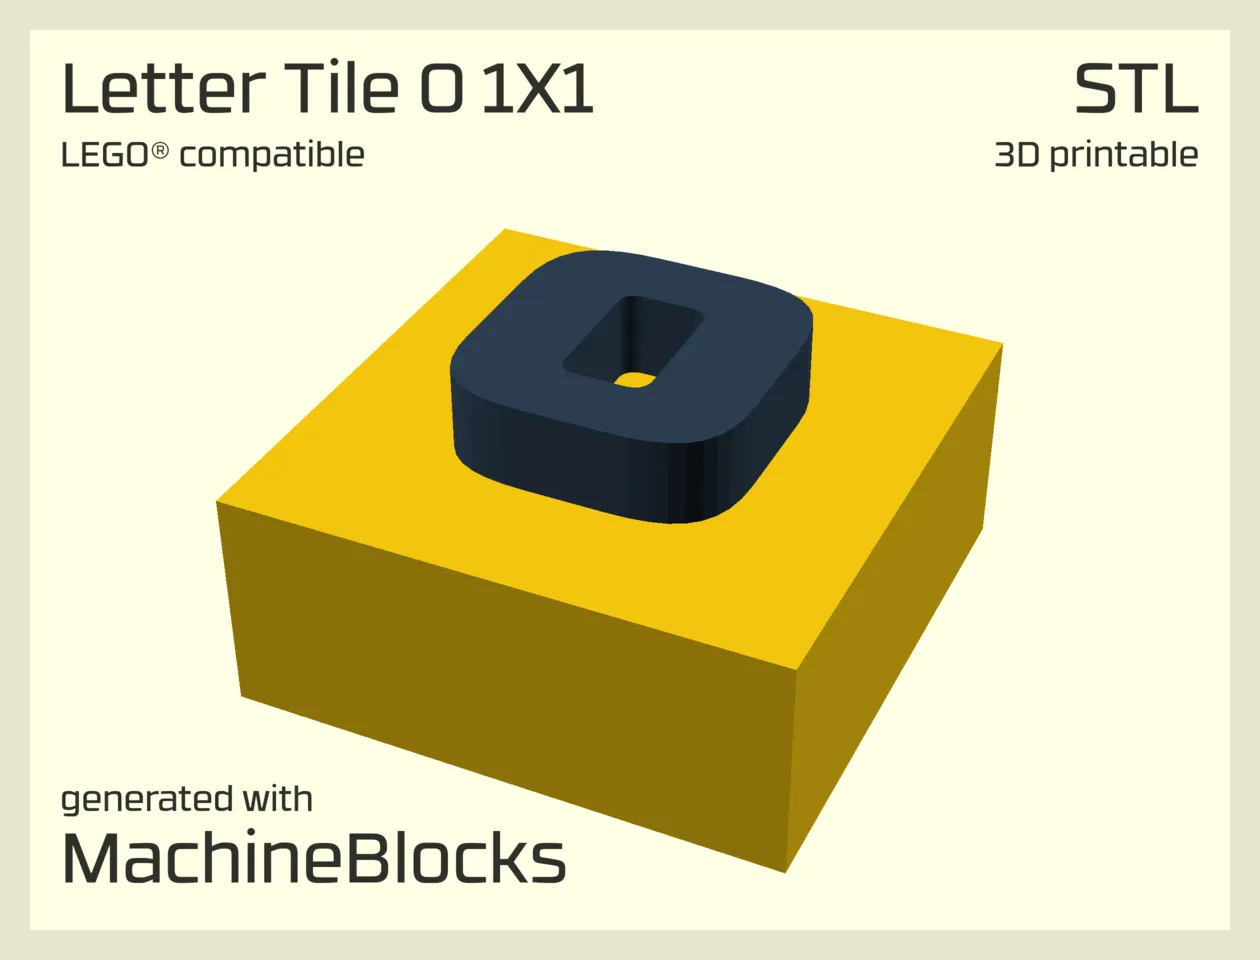 Letter Tile O 1X1
STL
LEGO® compatible
3D printable
O
generated with
MachineBlocks